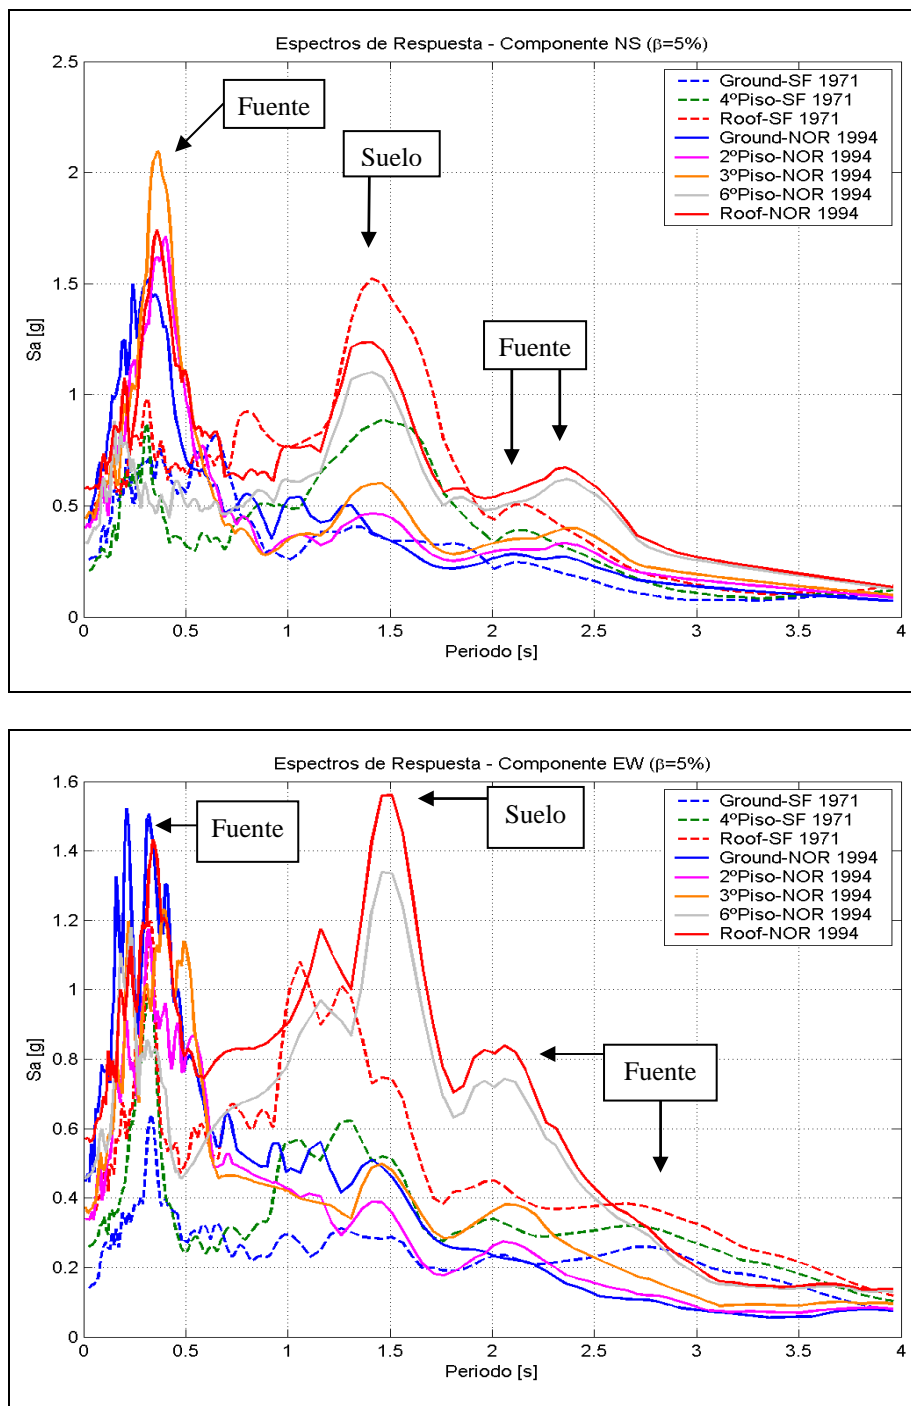 Espectros de Respuesta - Componente NS (β=5%)
2.5
2
1.5
1
0.5
0
Sa [g]
Fuente
Suelo
Fuente
Ground-SF 1971
4ºPiso-SF 1971
Roof-SF 1971
Ground-NOR 1994
2ºPiso-NOR 1994
3ºPiso-NOR 1994
6ºPiso-NOR 1994
Roof-NOR 1994
0 0.5 1 1.5 2 2.5 3 3.5 4
Periodo [s]
Espectros de Respuesta - Componente EW (β=5%)
1.6
1.4
1.2
1
0.8
0.6
0.4
0.2
0
Sa [g]
Fuente
Suelo
Fuente
Ground-SF 1971
4ºPiso-SF 1971
Roof-SF 1971
Ground-NOR 1994
2ºPiso-NOR 1994
3ºPiso-NOR 1994
6ºPiso-NOR 1994
Roof-NOR 1994
0 0.5 1 1.5 2 2.5 3 3.5 4
Periodo [s]